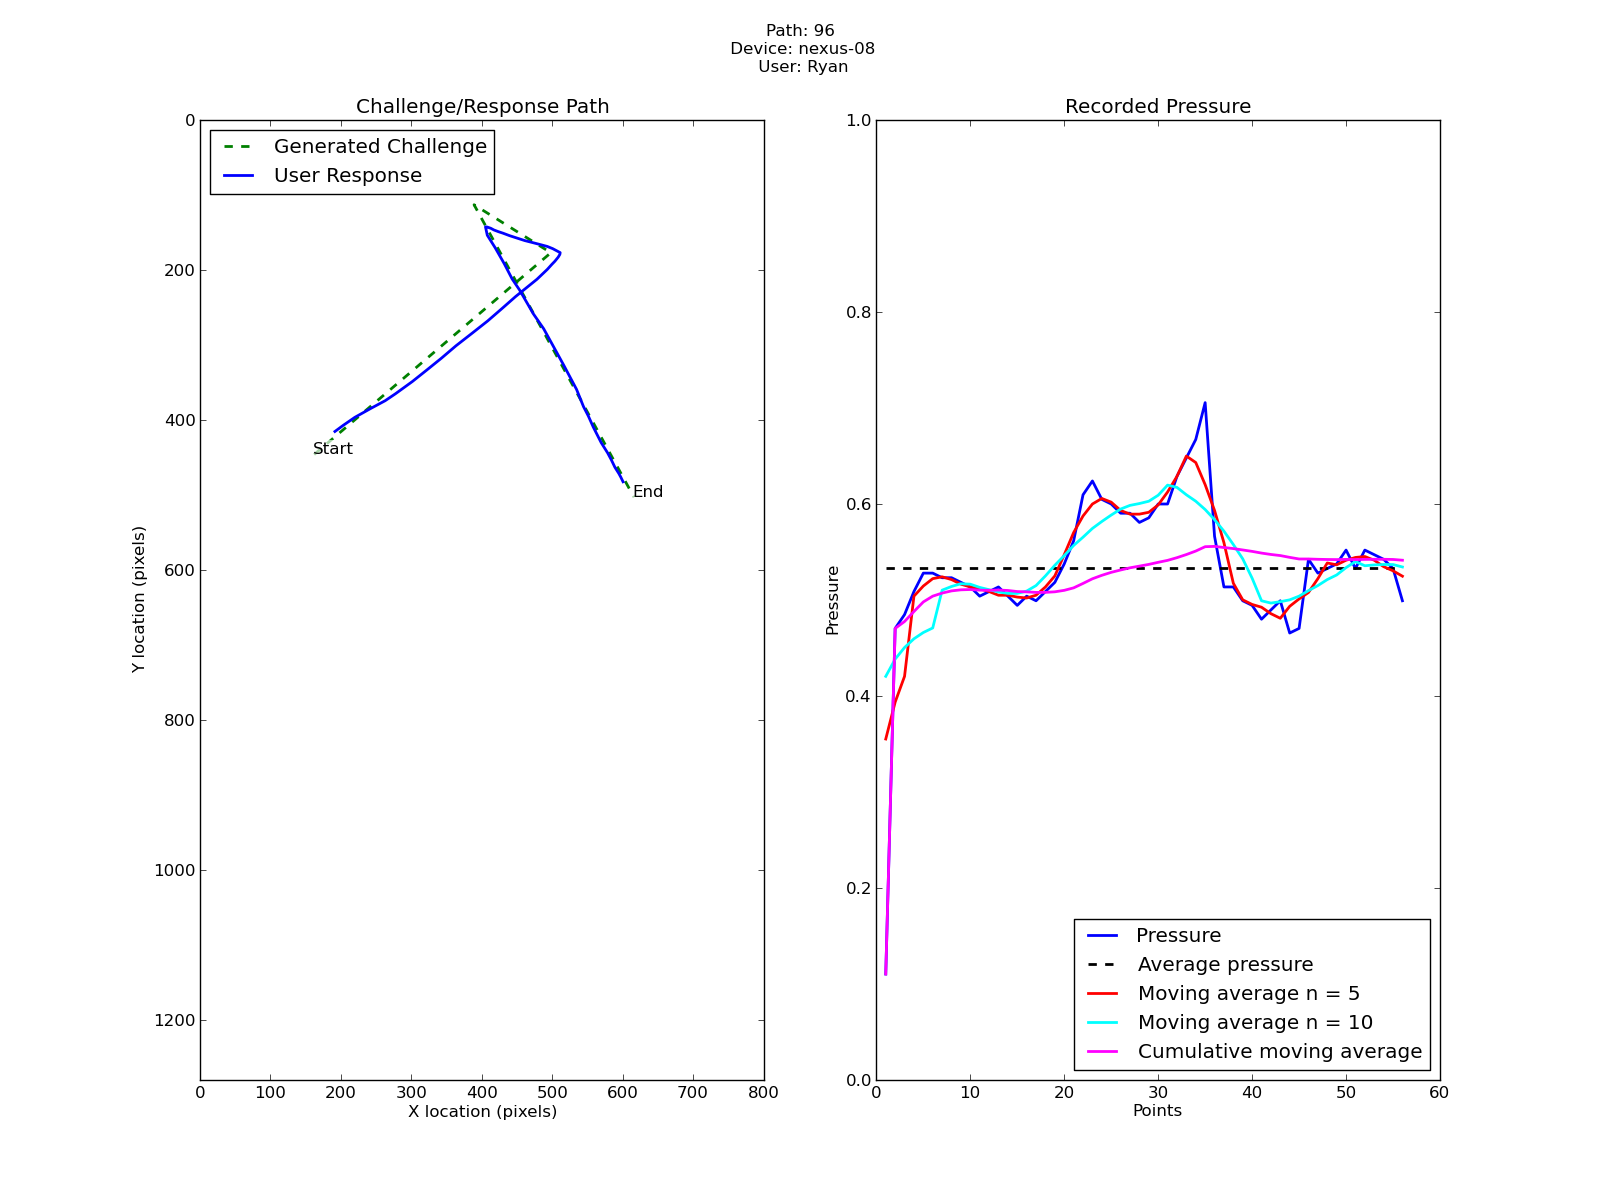 Path: 96
Device: nexus-08
User: Ryan
Challenge/Response Path
Generated Challenge
User Response
Start
End
0
200
400
600
800
1000
1200
Y location (pixels)
0 100 200 300 400 500 600 700 800
X location (pixels)
Recorded Pressure
1.0
0.8
0.6
0.4
0.2
0.0
Pressure
Pressure
Average pressure
Moving average n = 5
Moving average n = 10
Cumulative moving average
0 10 20 30 40 50 60
Points